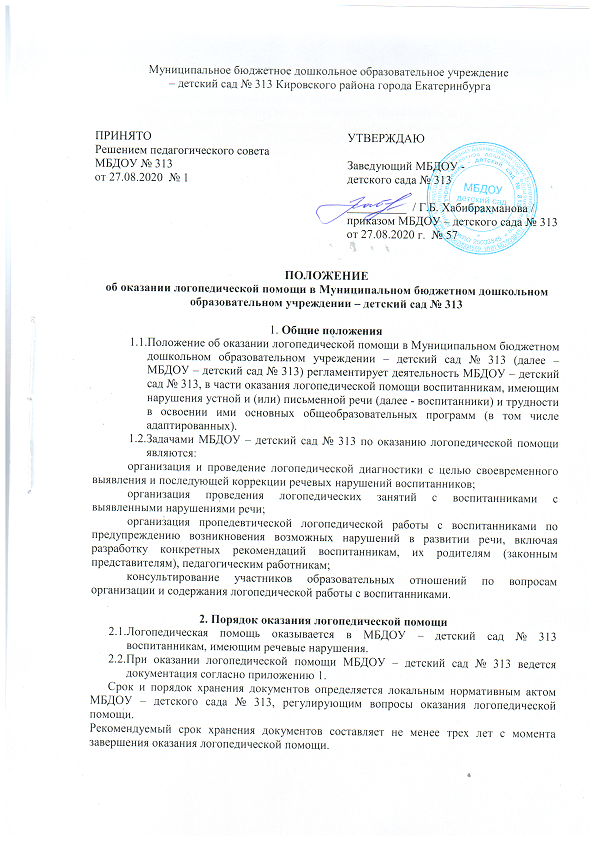 Муниципальное бюджетное дошкольное образовательное учреждение
– детский сад № 313 Кировского района города Екатеринбурга
ПРИНЯТО
Решением педагогического совета
МБДОУ № 313
от 27.08.2020 № 1
УТВЕРЖДАЮ
Заведующий МБДОУ -
детского сада № 313
/ Г.Б. Хабибрахманова /
приказом МБДОУ – детского сада № 313
от 27.08.2020 г. № 57
МБДОУ
детский сад
ПОЛОЖЕНИЕ
об оказании логопедической помощи в Муниципальном бюджетном дошкольном
образовательном учреждении – детский сад № 313
1. Общие положения
1.1.Положение об оказании логопедической помощи в Муниципальном бюджетном
дошкольном образовательном учреждении – детский сад № 313 (далее –
МБДОУ – детский сад № 313) регламентирует деятельность МБДОУ – детский
сад № 313, в части оказания логопедической помощи воспитанникам, имеющим
нарушения устной и (или) письменной речи (далее - воспитанники) и трудности
в освоении ими основных общеобразовательных программ (в том числе
адаптированных).
1.2.Задачами МБДОУ – детский сад № 313 по оказанию логопедической помощи
являются:
организация и проведение логопедической диагностики с целью своевременного
выявления и последующей коррекции речевых нарушений воспитанников;
организация проведения логопедических занятий с воспитанниками с
выявленными нарушениями речи;
организация пропедевтической логопедической работы с воспитанниками по
предупреждению возникновения возможных нарушений в развитии речи, включая
разработку конкретных рекомендаций воспитанникам, их родителям (законным
представителям), педагогическим работникам;
консультирование участников образовательных отношений по вопросам
организации и содержания логопедической работы с воспитанниками.
2. Порядок оказания логопедической помощи
2.1.Логопедическая помощь оказывается в МБДОУ – детский сад № 313
воспитанникам, имеющим речевые нарушения.
2.2.При оказании логопедической помощи МБДОУ – детский сад № 313 ведется
документация согласно приложению 1.
Срок и порядок хранения документов определяется локальным нормативным актом
МБДОУ – детского сада № 313, регулирующим вопросы оказания логопедической
помощи.
Рекомендуемый срок хранения документов составляет не менее трех лет с момента
завершения оказания логопедической помощи.